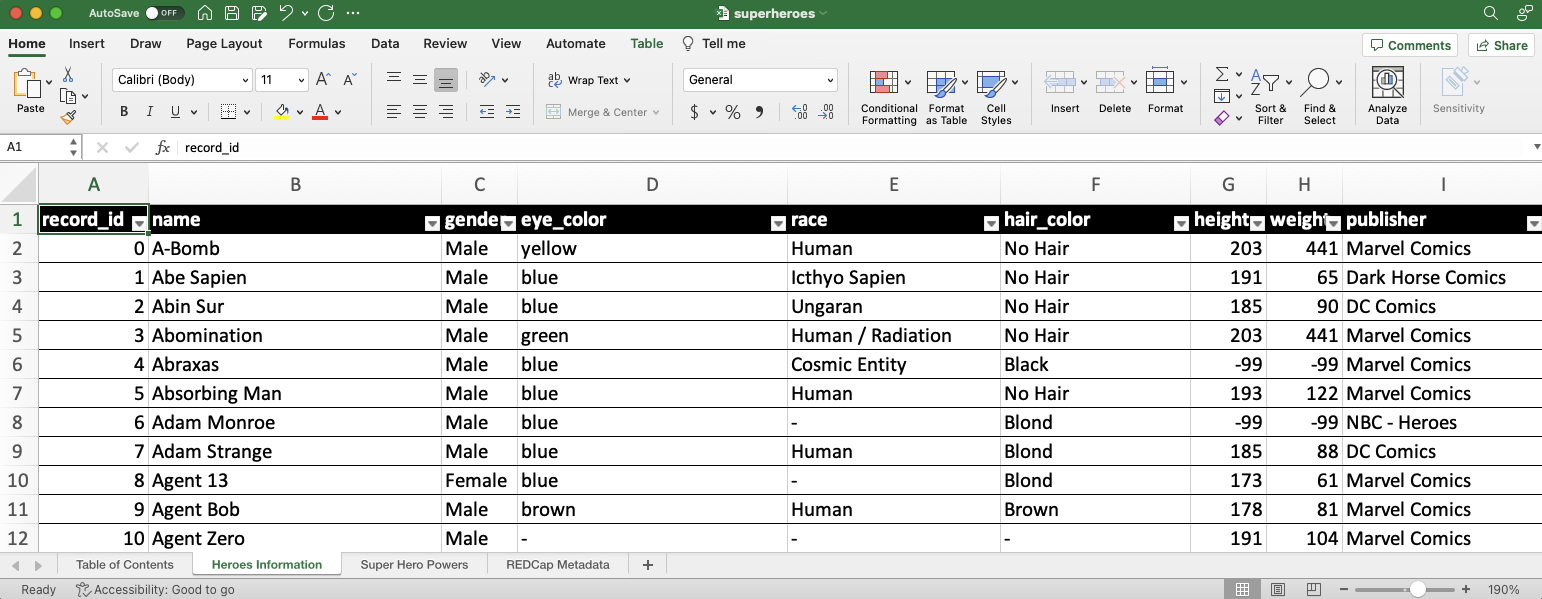 AutoSave OFF superheroes
Home Insert Draw Page Layout Formulas Data Review View Automate Table Tell me Comments Share
Paste Calibri (Body) 11 Wrap Text General Conditional Formatting Format as Table Cell Styles Insert Delete Format Sort & Filter Find & Select Analyze Data Sensitivity
B I U A Merge & Center $ %
A1 fx record_id
A B C D E F G H I
1 record_id name gende eye_color race hair_color height weight publisher
2 0 A-Bomb Male yellow Human No Hair 203 441 Marvel Comics
3 1 Abe Sapien Male blue Icthyo Sapien No Hair 191 65 Dark Horse Comics
4 2 Abin Sur Male blue Ungaran No Hair 185 90 DC Comics
5 3 Abomination Male green Human / Radiation No Hair 203 441 Marvel Comics
6 4 Abraxas Male blue Cosmic Entity Black -99 -99 Marvel Comics
7 5 Absorbing Man Male blue Human No Hair 193 122 Marvel Comics
8 6 Adam Monroe Male blue - Blond -99 -99 NBC - Heroes
9 7 Adam Strange Male blue Human Blond 185 88 DC Comics
10 8 Agent 13 Female blue - Blond 173 61 Marvel Comics
11 9 Agent Bob Male brown Human Brown 178 81 Marvel Comics
12 10 Agent Zero Male - - - 191 104 Marvel Comics
Table of Contents Heroes Information Super Hero Powers REDCap Metadata +
Ready Accessibility: Good to go 190%